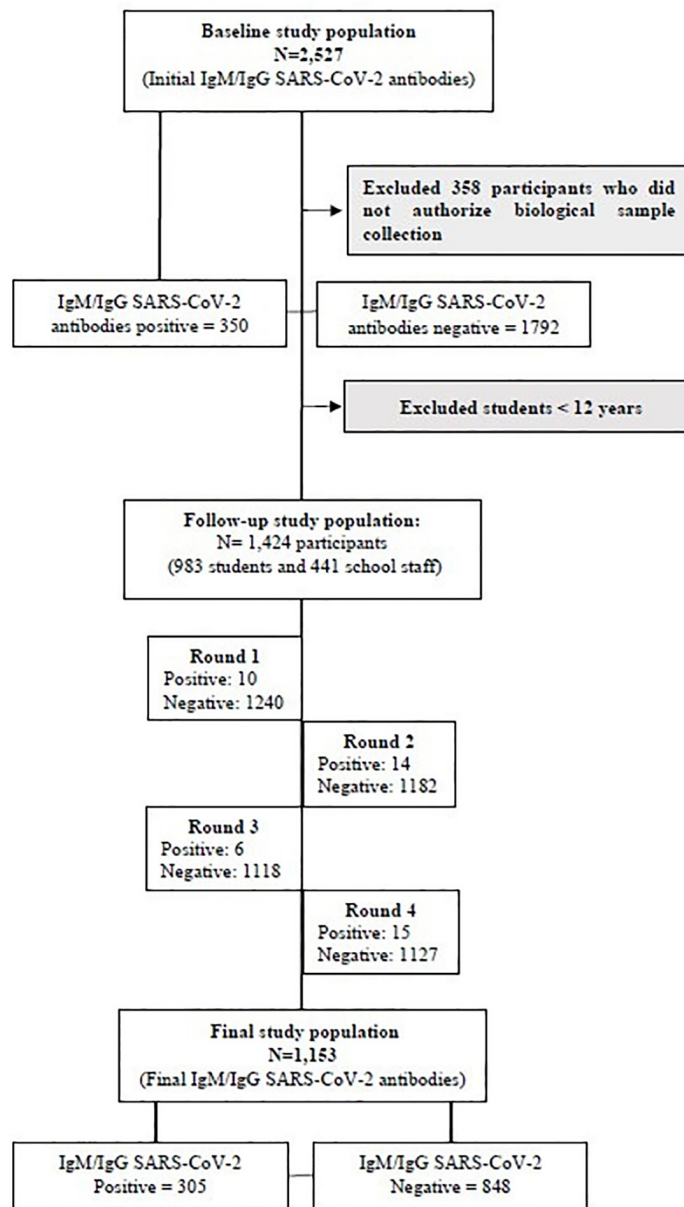 Baseline study population
N=2,527
(Initial IgM/IgG SARS-CoV-2 antibodies)
Excluded 358 participants who did
not authorize biological sample
collection
IgM/IgG SARS-CoV-2
antibodies positive = 350
IgM/IgG SARS-CoV-2
antibodies negative = 1792
Excluded students < 12 years
Follow-up study population:
N= 1,424 participants
(983 students and 441 school staff)
Round 1
Positive: 10
Negative: 1240
Round 2
Positive: 14
Negative: 1182
Round 3
Positive: 6
Negative: 1118
Round 4
Positive: 15
Negative: 1127
Final study population
N=1,153
(Final IgM/IgG SARS-CoV-2 antibodies)
IgM/IgG SARS-CoV-2
Positive = 305
IgM/IgG SARS-CoV-2
Negative = 848